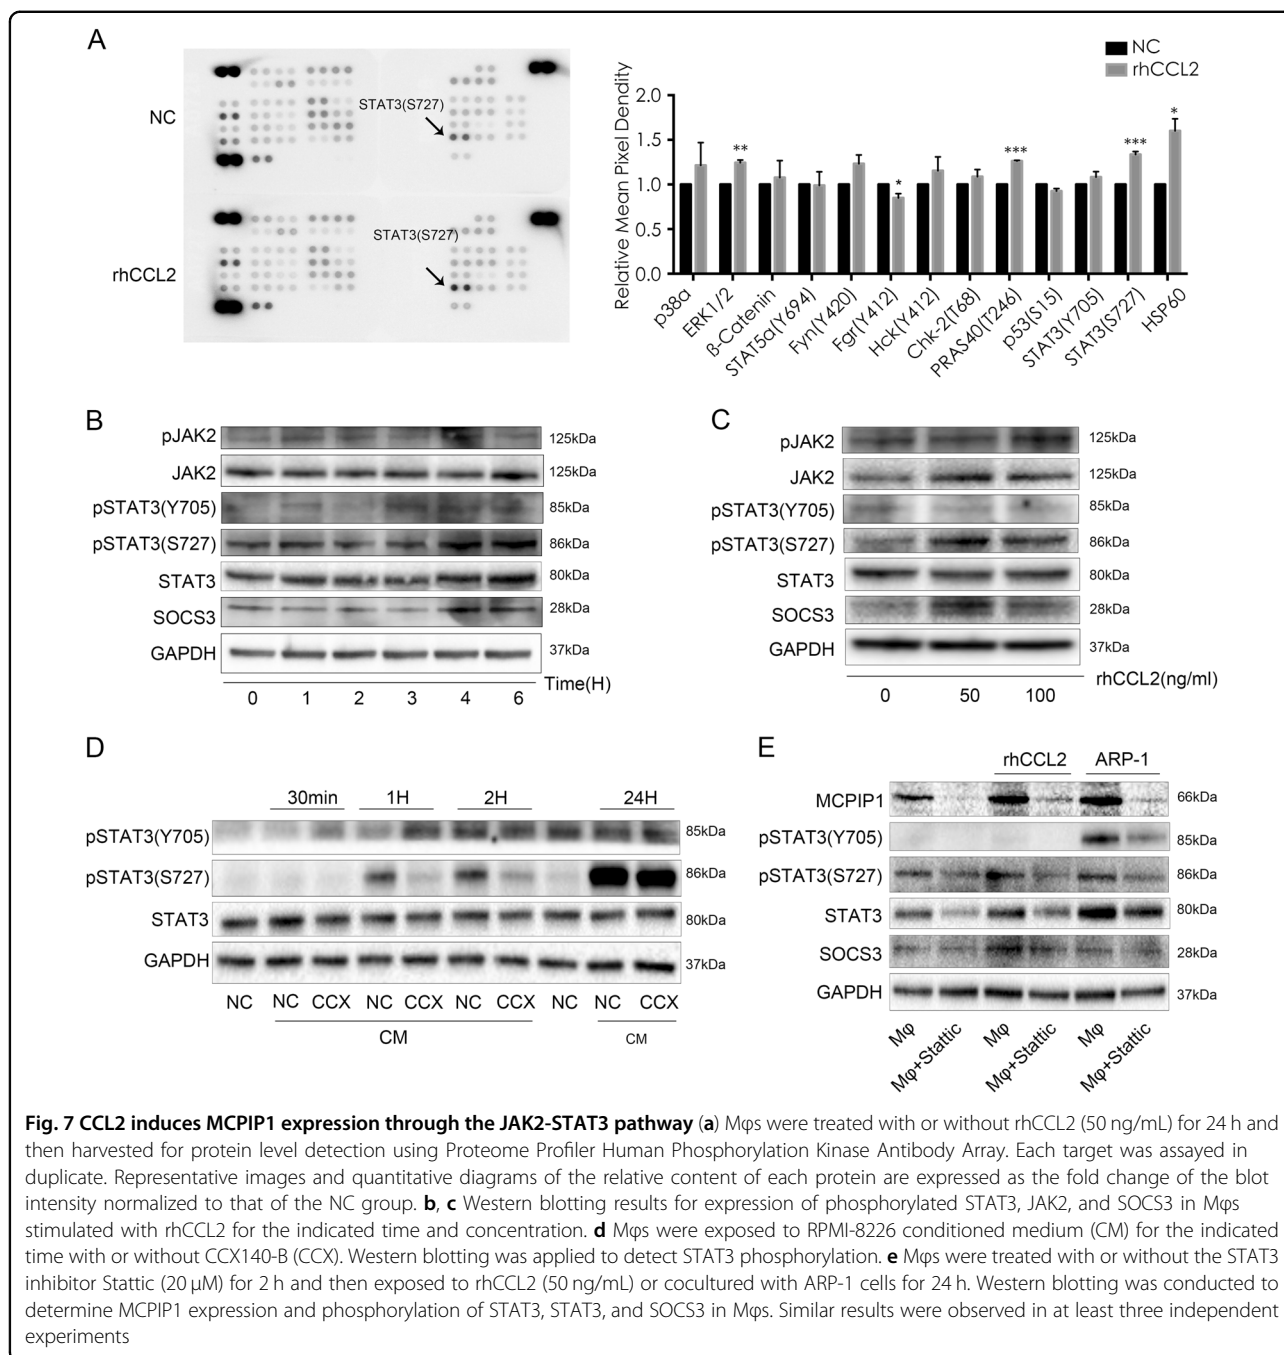 A
NC
STAT3(S727)
rhCCL2
STAT3(S727)
NC
rhCCL2
Relative Mean Pixel Dendity
2.0
1.5
1.0
0.5
0.0
** * *** *** *
p38a
ERK1/2
ß-Catenin
STAT5a(Y694)
Fyn(Y420)
Fgr(Y412)
Hck(Y412)
Chk-2(T68)
PRAS40(T246)
p53(S15)
STAT3(Y705)
STAT3(S727)
HSP60
B
pJAK2 125kDa
JAK2 125kDa
pSTAT3(Y705) 85kDa
pSTAT3(S727) 86kDa
STAT3 80kDa
SOCS3 28kDa
GAPDH 37kDa
0 1 2 3 4 6 Time(H)
C
pJAK2 125kDa
JAK2 125kDa
pSTAT3(Y705) 85kDa
pSTAT3(S727) 86kDa
STAT3 80kDa
SOCS3 28kDa
GAPDH 37kDa
0 50 100 rhCCL2(ng/ml)
D
30min 1H 2H 24H
pSTAT3(Y705) 85kDa
pSTAT3(S727) 86kDa
STAT3 80kDa
GAPDH 37kDa
NC NC CCX NC CCX NC CCX NC NC CCX
CM CM
E
rhCCL2 ARP-1
MCPIP1 66kDa
pSTAT3(Y705) 85kDa
pSTAT3(S727) 86kDa
STAT3 80kDa
SOCS3 28kDa
GAPDH 37kDa
Mφ Mφ+Stattic Mφ Mφ+Stattic Mφ Mφ+Stattic
Fig. 7 CCL2 induces MCPIP1 expression through the JAK2-STAT3 pathway (a) Mφs were treated with or without rhCCL2 (50 ng/mL) for 24 h and
then harvested for protein level detection using Proteome Profiler Human Phosphorylation Kinase Antibody Array. Each target was assayed in
duplicate. Representative images and quantitative diagrams of the relative content of each protein are expressed as the fold change of the blot
intensity normalized to that of the NC group. b, c Western blotting results for expression of phosphorylated STAT3, JAK2, and SOCS3 in Mφs
stimulated with rhCCL2 for the indicated time and concentration. d Mφs were exposed to RPMI-8226 conditioned medium (CM) for the indicated
time with or without CCX140-B (CCX). Western blotting was applied to detect STAT3 phosphorylation. e Mφs were treated with or without the STAT3
inhibitor Stattic (20 μM) for 2 h and then exposed to rhCCL2 (50 ng/mL) or cocultured with ARP-1 cells for 24 h. Western blotting was conducted to
determine MCPIP1 expression and phosphorylation of STAT3, STAT3, and SOCS3 in Mφs. Similar results were observed in at least three independent
experiments